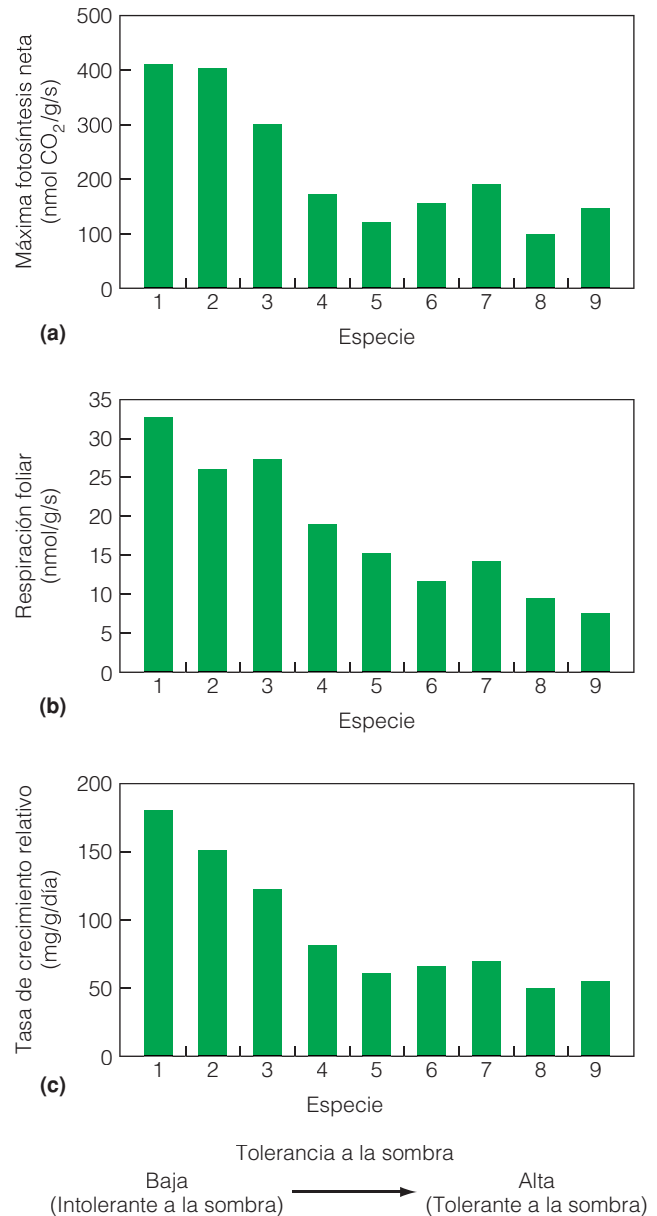 Máxima fotosíntesis neta
(nmol CO₂/g/s)
500
400
300
200
100
0
1 2 3 4 5 6 7 8 9
(a)
Especie
Respiración foliar
(nmol/g/s)
35
30
25
20
15
10
5
0
1 2 3 4 5 6 7 8 9
(b)
Especie
Tasa de crecimiento relativo
(mg/g/día)
200
150
100
50
0
1 2 3 4 5 6 7 8 9
(c)
Especie
Tolerancia a la sombra
Baja Alta
(Intolerante a la sombra) (Tolerante a la sombra)